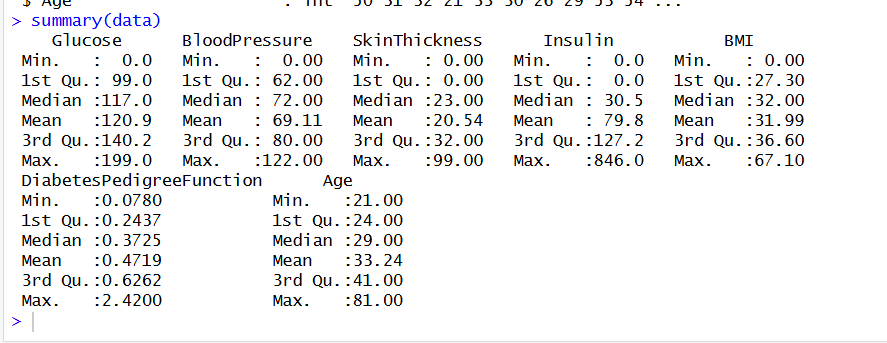 $ Age : int 50 31 32 21 33 30 26 29 53 54 ...
> summary(data)
    Glucose      BloodPressure    SkinThickness      Insulin           BMI
 Min.   :  0.0   Min.   :  0.00   Min.   : 0.00   Min.   :  0.0   Min.   : 0.00
 1st Qu.: 99.0   1st Qu.: 62.00   1st Qu.: 0.00   1st Qu.:  0.0   1st Qu.:27.30
 Median :117.0   Median : 72.00   Median :23.00   Median : 30.5   Median :32.00
 Mean   :120.9   Mean   : 69.11   Mean   :20.54   Mean   : 79.8   Mean   :31.99
 3rd Qu.:140.2   3rd Qu.: 80.00   3rd Qu.:32.00   3rd Qu.:127.2   3rd Qu.:36.60
 Max.   :199.0   Max.   :122.00   Max.   :99.00   Max.   :846.0   Max.   :67.10
 DiabetesPedigreeFunction      Age
 Min.   :0.0780           Min.   :21.00
 1st Qu.:0.2437           1st Qu.:24.00
 Median :0.3725           Median :29.00
 Mean   :0.4719           Mean   :33.24
 3rd Qu.:0.6262           3rd Qu.:41.00
 Max.   :2.4200           Max.   :81.00
>